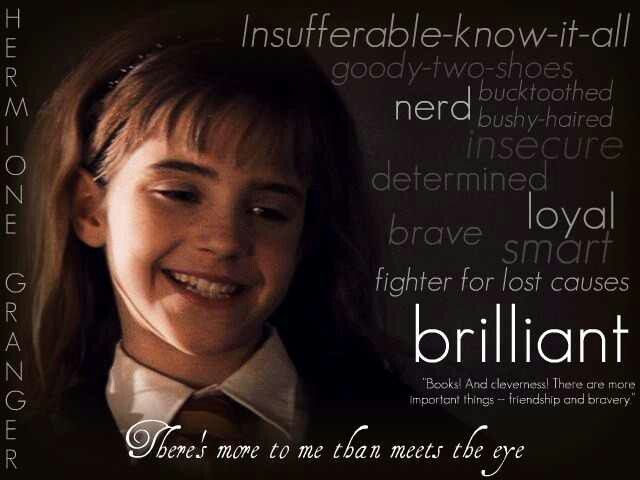 HERMIONE GRANGER
Insufferable-know-it-all
goody-two-shoes
nerd
bucktoothed
bushy-haired
insecure
determined
loyal
brave
smart
fighter for lost causes
brilliant
"Books! And cleverness! There are more
important things -- friendship and bravery."
There's more to me than meets the eye